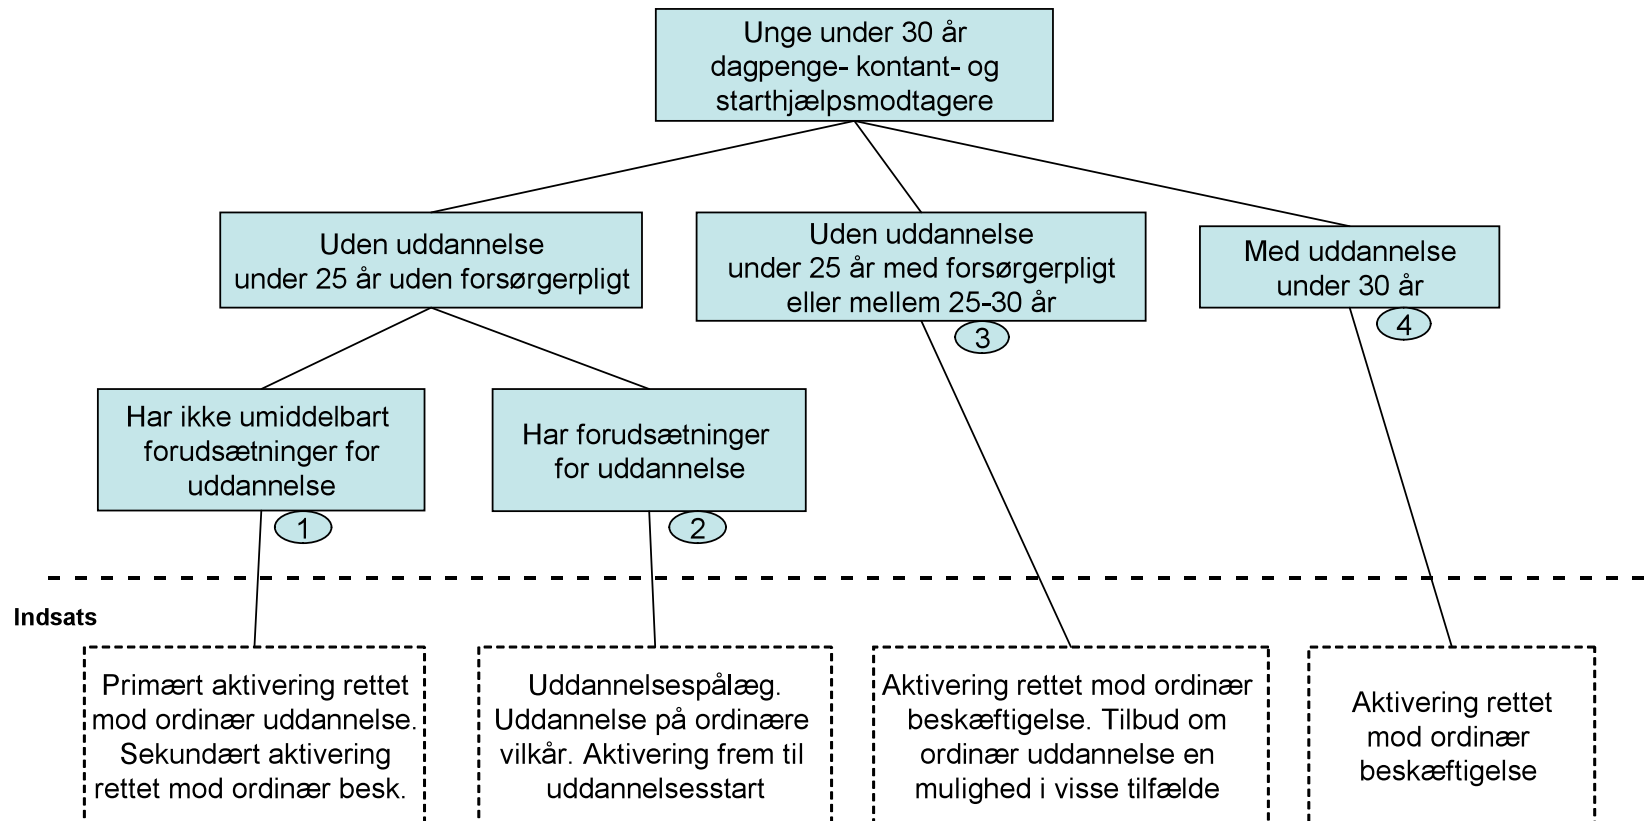 Unge under 30 år
dagpenge- kontant- og
starthjælpsmodtagere
Uden uddannelse
under 25 år uden forsørgerpligt
Uden uddannelse
under 25 år med forsørgerpligt
eller mellem 25-30 år
3
Med uddannelse
under 30 år
4
Har ikke umiddelbart
forudsætninger for
uddannelse
1
Har forudsætninger
for uddannelse
2
Indsats
Primært aktivering rettet
mod ordinær uddannelse.
Sekundært aktivering
rettet mod ordinær besk.
Uddannelsespålæg.
Uddannelse på ordinære
vilkår. Aktivering frem til
uddannelsesstart
Aktivering rettet mod ordinær
beskæftigelse. Tilbud om
ordinær uddannelse en
mulighed i visse tilfælde
Aktivering rettet
mod ordinær
beskæftigelse